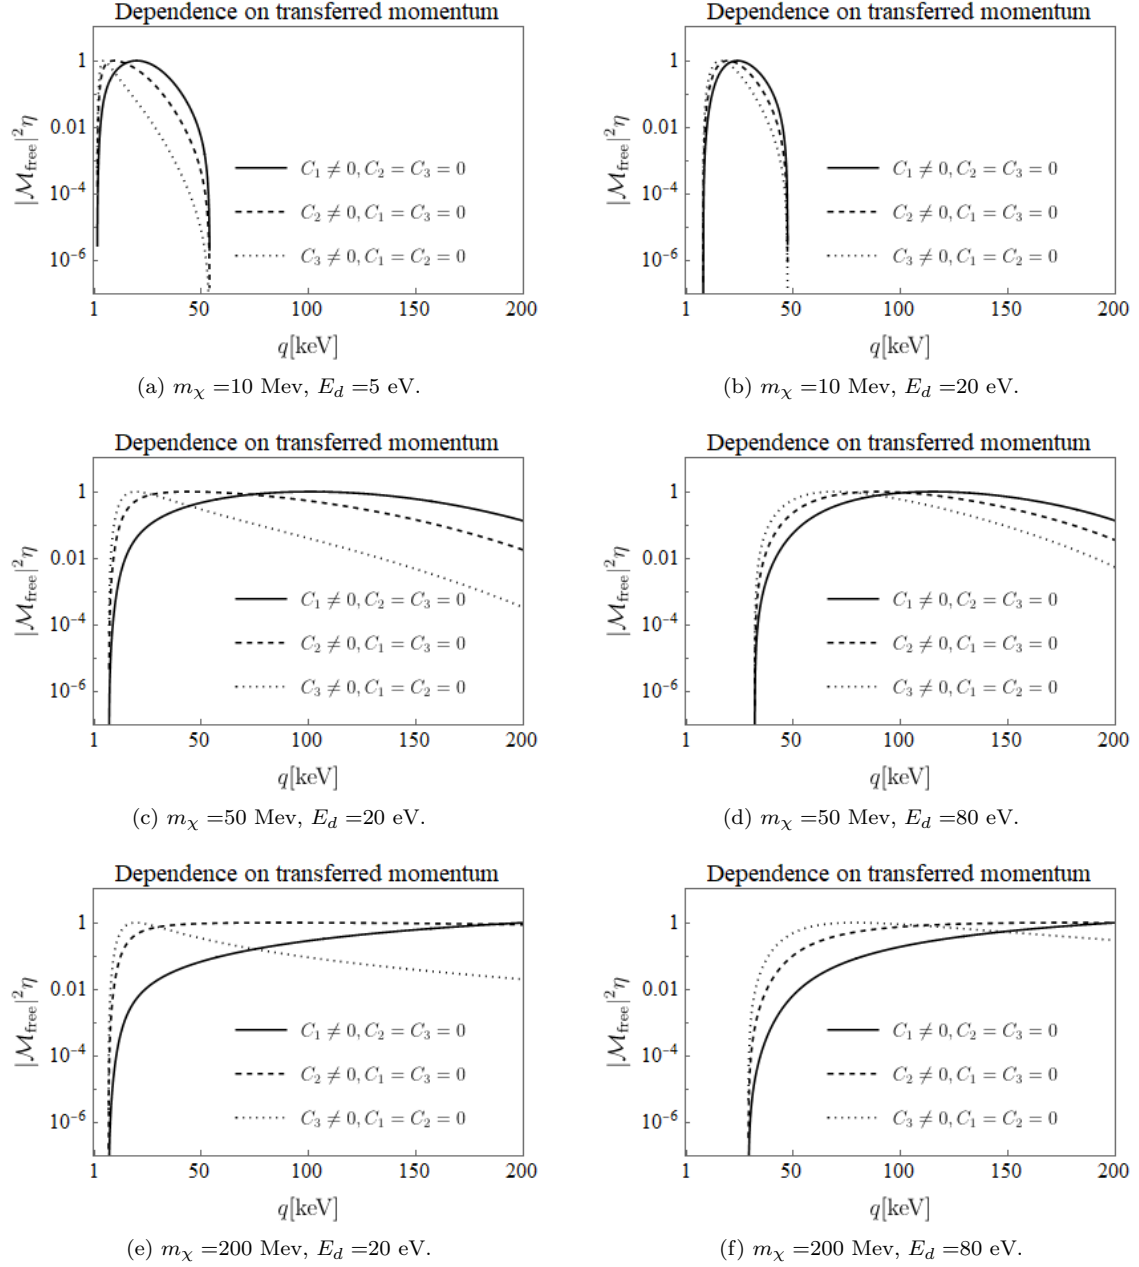 Dependence on transferred momentum
|M_free|²η
1
0.01
10⁻⁴
10⁻⁶
C₁ ≠ 0, C₂ = C₃ = 0
C₂ ≠ 0, C₁ = C₃ = 0
C₃ ≠ 0, C₁ = C₂ = 0
1 50 100 150 200
q[keV]
(a) m_χ =10 Mev, E_d =5 eV.
Dependence on transferred momentum
|M_free|²η
1
0.01
10⁻⁴
10⁻⁶
C₁ ≠ 0, C₂ = C₃ = 0
C₂ ≠ 0, C₁ = C₃ = 0
C₃ ≠ 0, C₁ = C₂ = 0
1 50 100 150 200
q[keV]
(b) m_χ =10 Mev, E_d =20 eV.
Dependence on transferred momentum
|M_free|²η
1
0.01
10⁻⁴
10⁻⁶
C₁ ≠ 0, C₂ = C₃ = 0
C₂ ≠ 0, C₁ = C₃ = 0
C₃ ≠ 0, C₁ = C₂ = 0
1 50 100 150 200
q[keV]
(c) m_χ =50 Mev, E_d =20 eV.
Dependence on transferred momentum
|M_free|²η
1
0.01
10⁻⁴
10⁻⁶
C₁ ≠ 0, C₂ = C₃ = 0
C₂ ≠ 0, C₁ = C₃ = 0
C₃ ≠ 0, C₁ = C₂ = 0
1 50 100 150 200
q[keV]
(d) m_χ =50 Mev, E_d =80 eV.
Dependence on transferred momentum
|M_free|²η
1
0.01
10⁻⁴
10⁻⁶
C₁ ≠ 0, C₂ = C₃ = 0
C₂ ≠ 0, C₁ = C₃ = 0
C₃ ≠ 0, C₁ = C₂ = 0
1 50 100 150 200
q[keV]
(e) m_χ =200 Mev, E_d =20 eV.
Dependence on transferred momentum
|M_free|²η
1
0.01
10⁻⁴
10⁻⁶
C₁ ≠ 0, C₂ = C₃ = 0
C₂ ≠ 0, C₁ = C₃ = 0
C₃ ≠ 0, C₁ = C₂ = 0
1 50 100 150 200
q[keV]
(f) m_χ =200 Mev, E_d =80 eV.